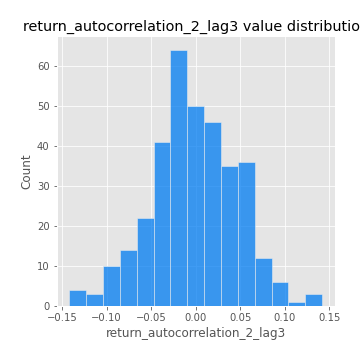 return_autocorrelation_2_lag3 value distributio
Count
60
50
40
30
20
10
0
−0.15 −0.10 −0.05 0.00 0.05 0.10 0.15
return_autocorrelation_2_lag3